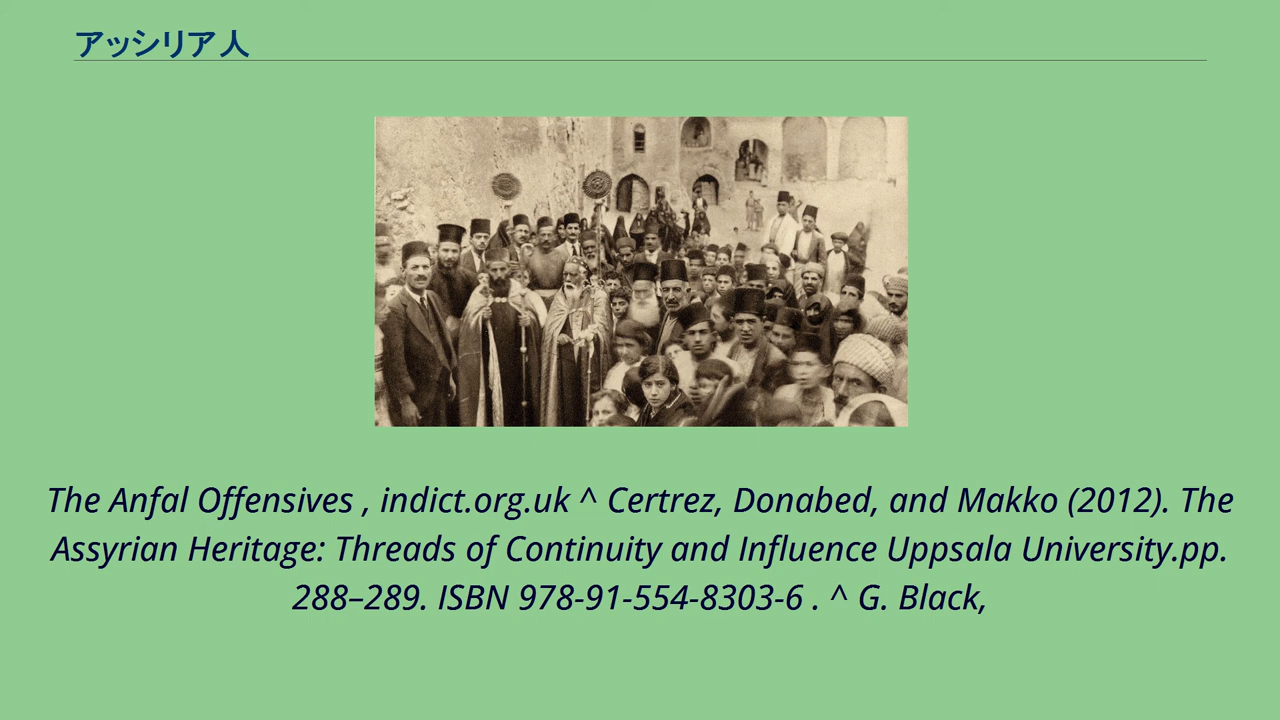 アッシリア人
The Anfal Offensives , indict.org.uk ^ Certrez, Donabed, and Makko (2012). The
Assyrian Heritage: Threads of Continuity and Influence Uppsala University.pp.
288–289. ISBN 978-91-554-8303-6 . ^ G. Black,